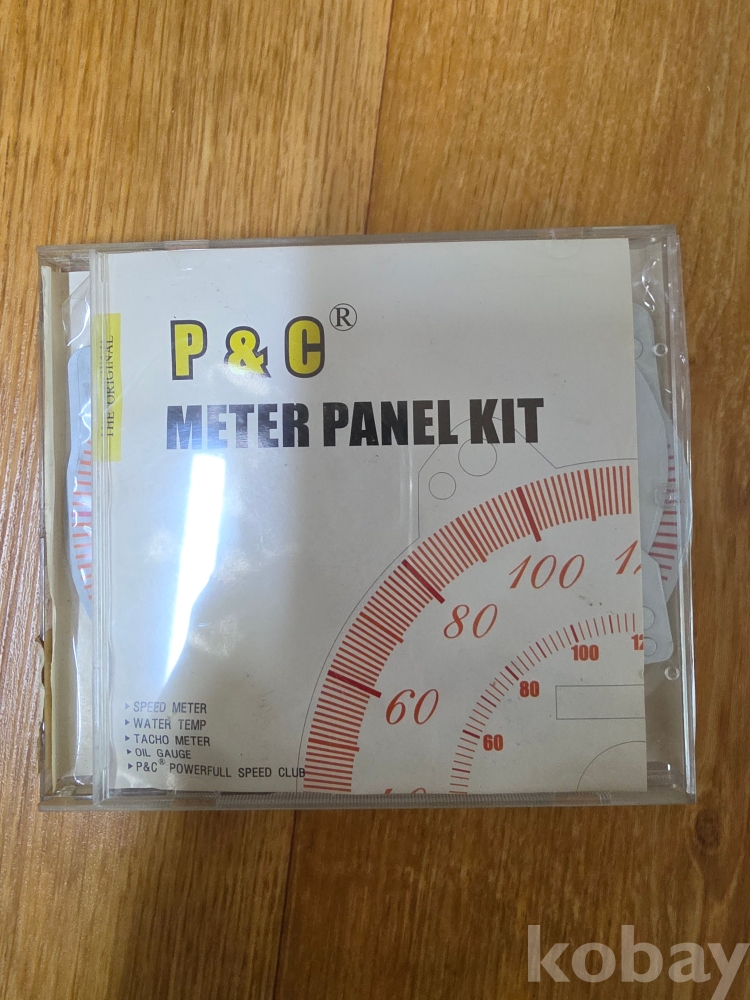 P & C®
METER PANEL KIT
THE ORIGINAL
100
80
60
100
80
60
▸ SPEED METER
▸ WATER TEMP
▸ TACHO METER
▸ OIL GAUGE
▸ P&C® POWERFULL SPEED CLUB
kobay